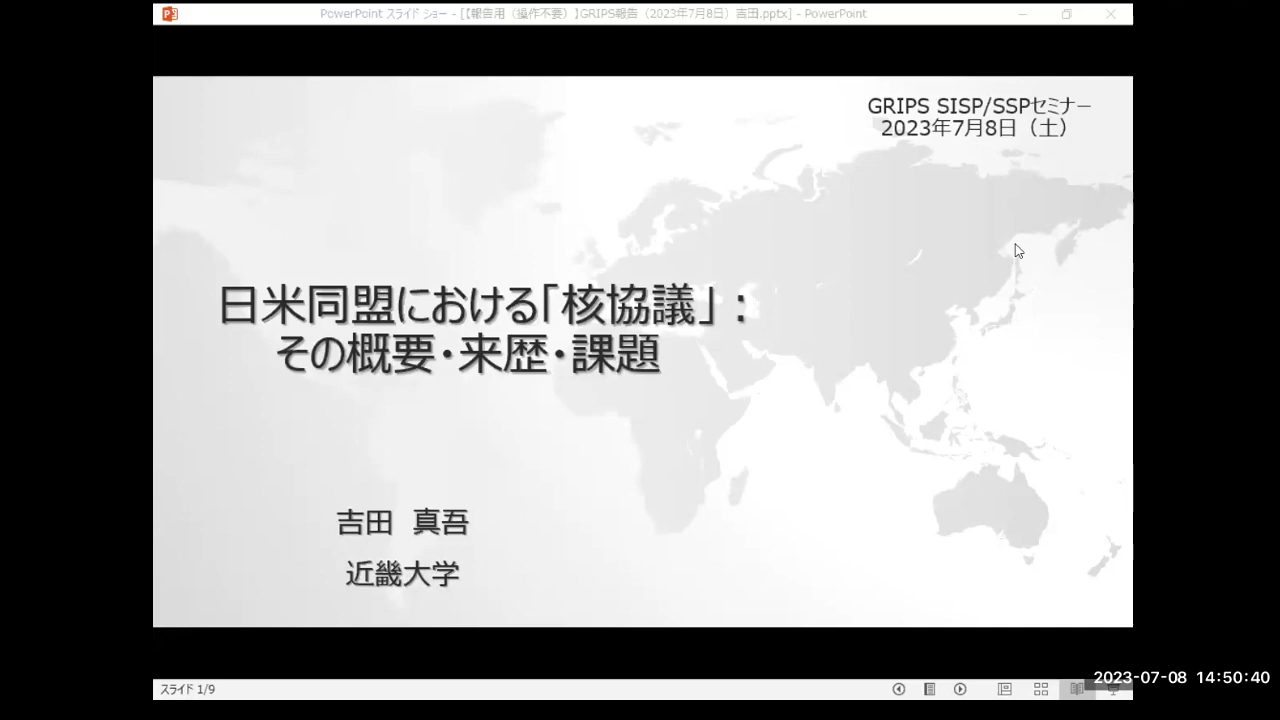 PowerPoint スライド ショー - [【報告用（操作不要）】GRIPS報告（2023年7月8日）吉田.pptx] - PowerPoint
GRIPS SISP/SSPセミナー
2023年7月8日（土）
日米同盟における「核協議」：
その概要・来歴・課題
吉田　真吾
近畿大学
スライド 1/9
2023-07-08 14:50:40